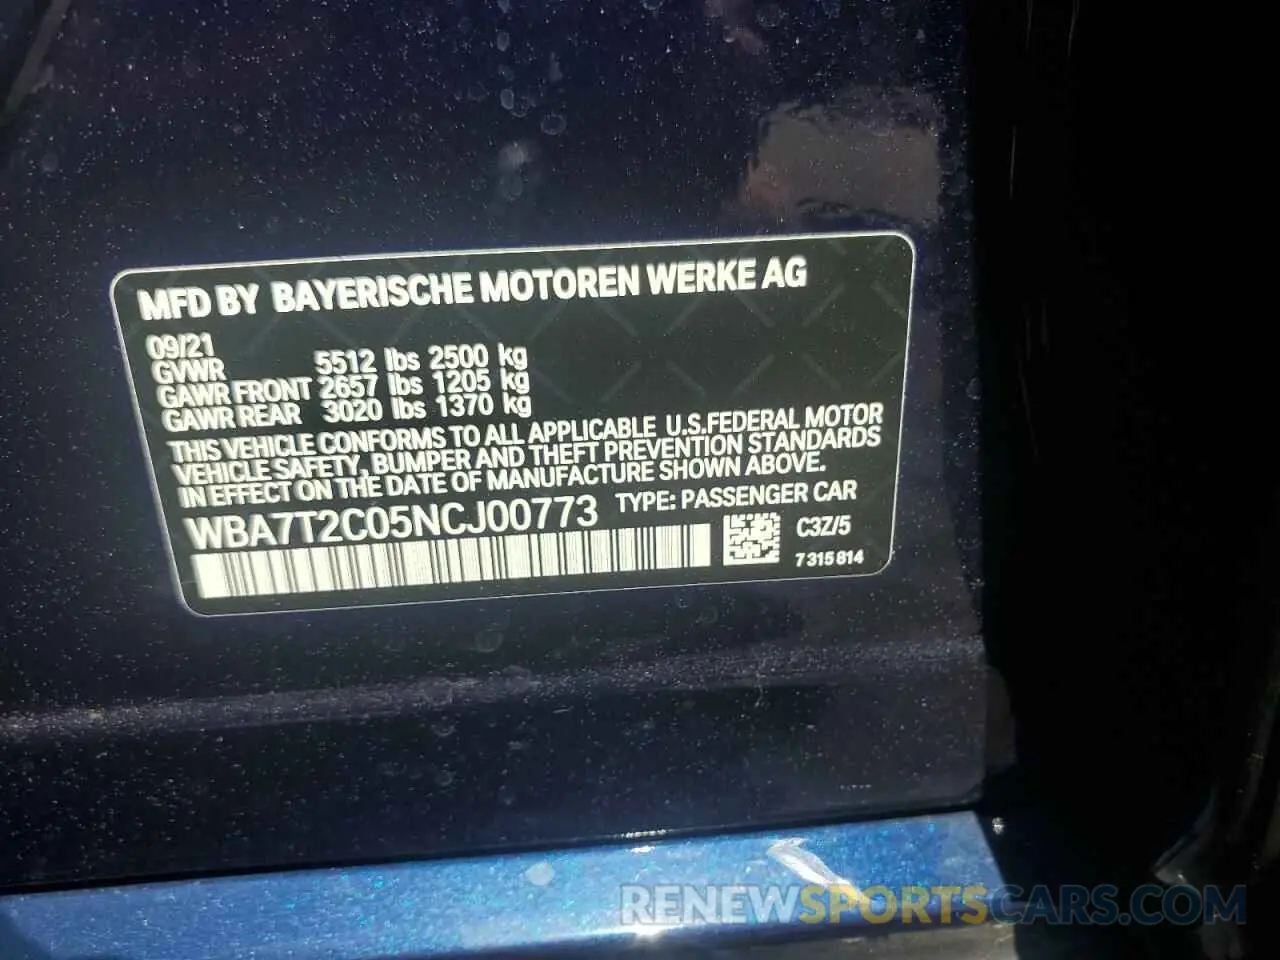 MFD BY BAYERISCHE MOTOREN WERKE AG
09/21
GVWR 5512 lbs 2500 kg
GAWR FRONT 2657 lbs 1205 kg
GAWR REAR 3020 lbs 1370 kg
THIS VEHICLE CONFORMS TO ALL APPLICABLE U.S.FEDERAL MOTOR
VEHICLE SAFETY, BUMPER AND THEFT PREVENTION STANDARDS
IN EFFECT ON THE DATE OF MANUFACTURE SHOWN ABOVE.
WBA7T2C05NCJ00773 TYPE: PASSENGER CAR
C3Z/5
7 315 814
RENEWSPORTSCARS.COM